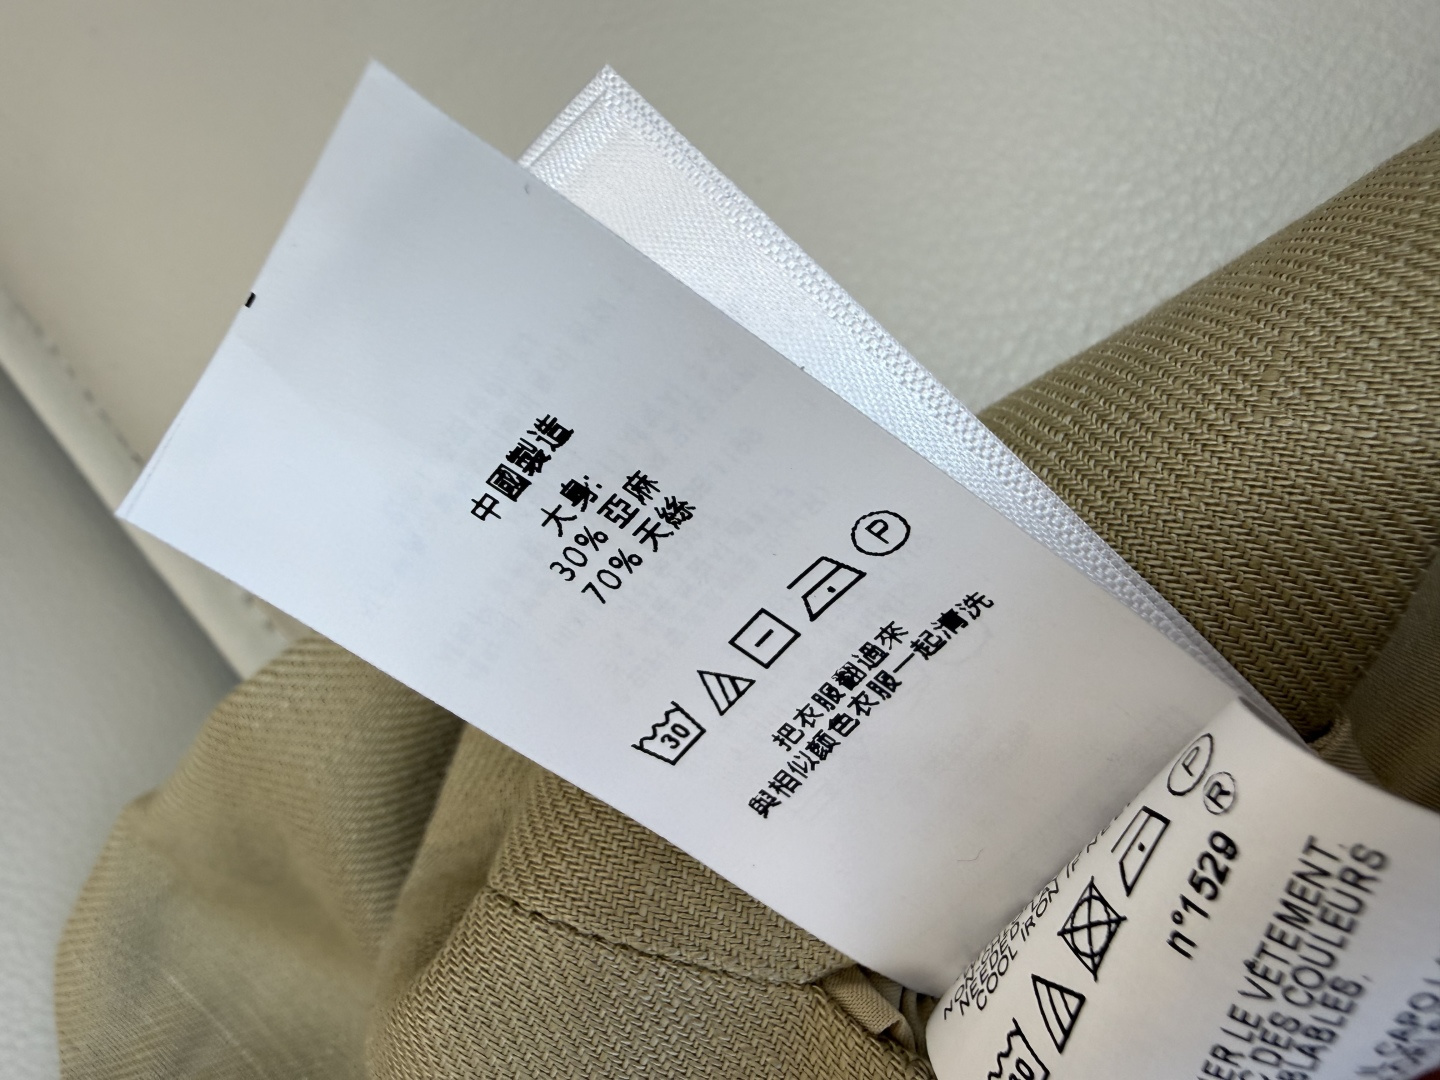 中國製造
大身:
30% 亞麻
70% 天絲
30
P
把衣服翻過來
與相似顏色衣服一起清洗
NEEDED
COOL IRON IF
30
P
R
n°1529
LE VÊTEMENT
DES COULEURS